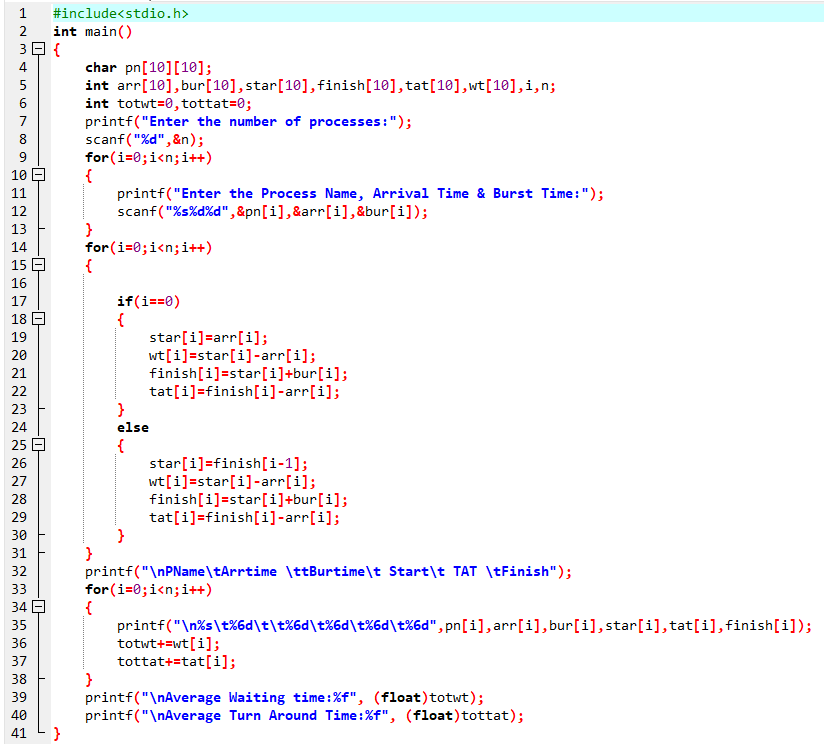 1 #include<stdio.h>
2 int main()
3 {
4 char pn[10][10];
5 int arr[10],bur[10],star[10],finish[10],tat[10],wt[10],i,n;
6 int totwt=0,tottat=0;
7 printf("Enter the number of processes:");
8 scanf("%d",&n);
9 for(i=0;i<n;i++)
10 {
11 printf("Enter the Process Name, Arrival Time & Burst Time:");
12 scanf("%s%d%d",&pn[i],&arr[i],&bur[i]);
13 }
14 for(i=0;i<n;i++)
15 {
16
17 if(i==0)
18 {
19 star[i]=arr[i];
20 wt[i]=star[i]-arr[i];
21 finish[i]=star[i]+bur[i];
22 tat[i]=finish[i]-arr[i];
23 }
24 else
25 {
26 star[i]=finish[i-1];
27 wt[i]=star[i]-arr[i];
28 finish[i]=star[i]+bur[i];
29 tat[i]=finish[i]-arr[i];
30 }
31 }
32 printf("\nPName\tArrtime \ttBurtime\t Start\t TAT \tFinish");
33 for(i=0;i<n;i++)
34 {
35 printf("\n%s\t%6d\t\t%6d\t%6d\t%6d\t%6d",pn[i],arr[i],bur[i],star[i],tat[i],finish[i]);
36 totwt+=wt[i];
37 tottat+=tat[i];
38 }
39 printf("\nAverage Waiting time:%f", (float)totwt);
40 printf("\nAverage Turn Around Time:%f", (float)tottat);
41 }